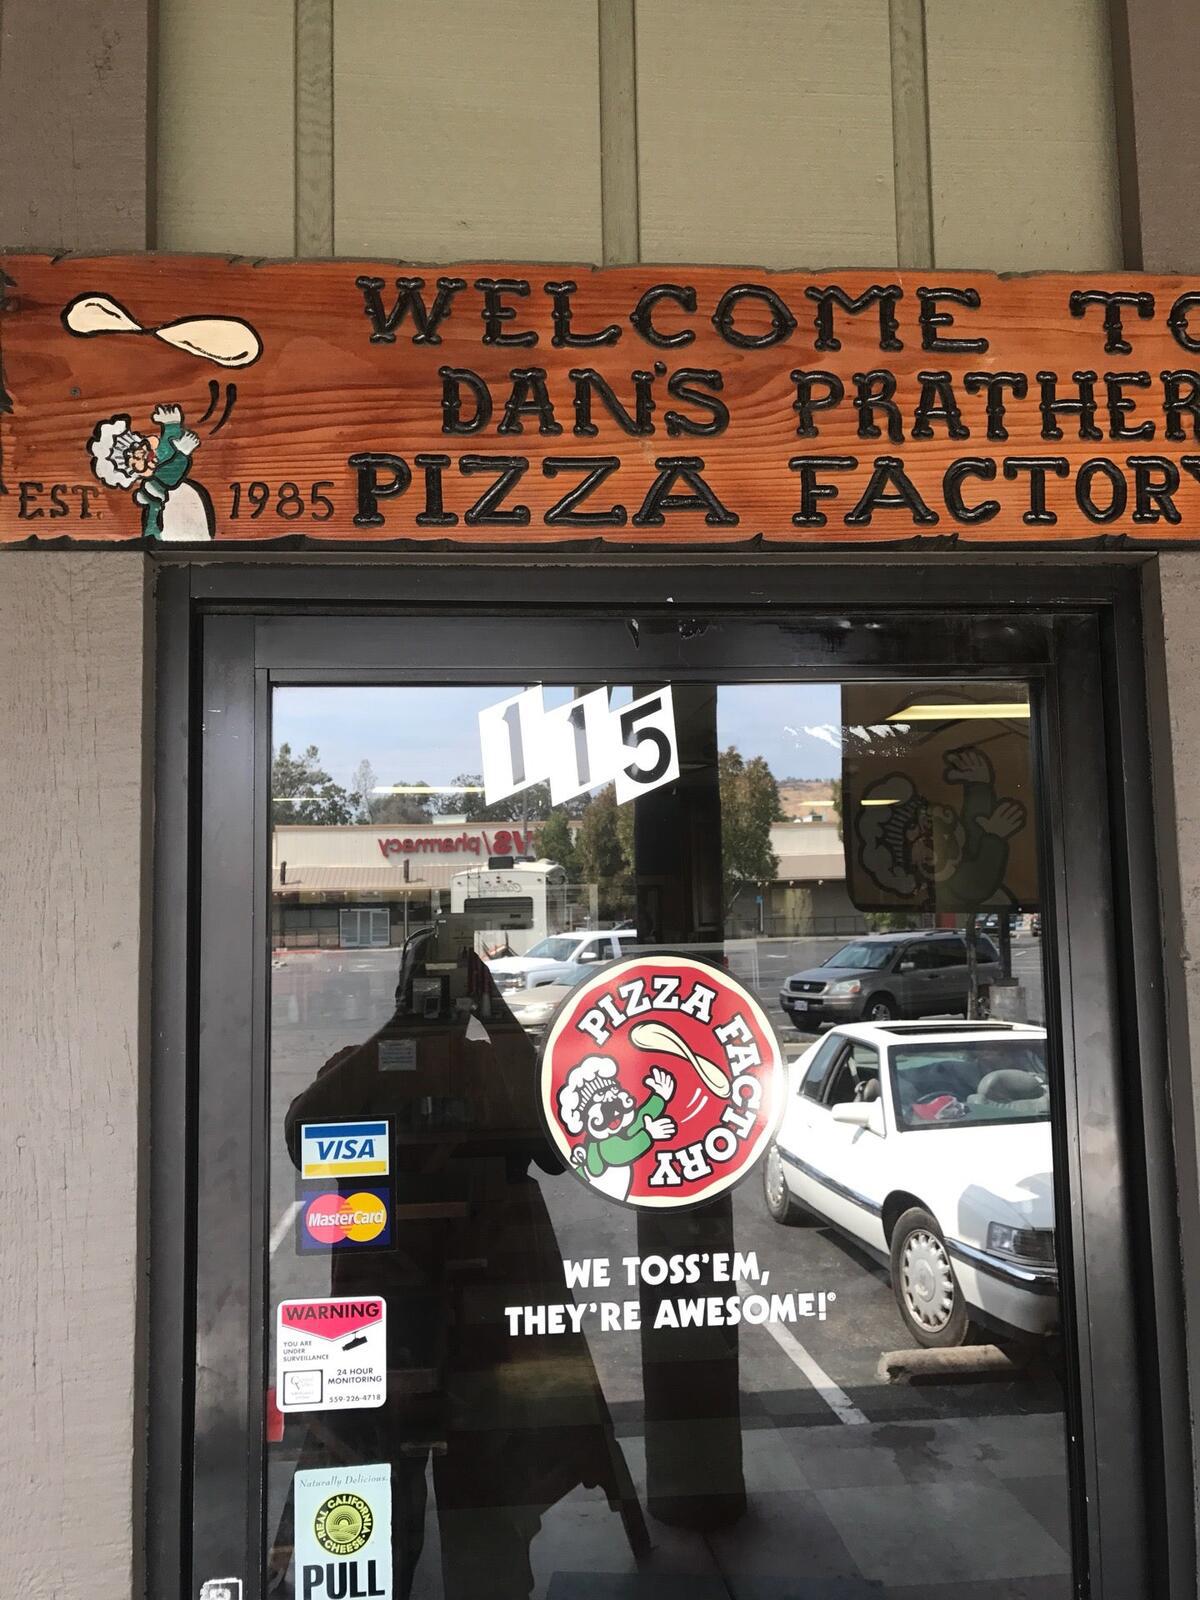 WELCOME TO
DAN'S PRATHER
PIZZA FACTORY
EST. 1985
115
CVS/pharmacy
PIZZA FACTORY
WE TOSS'EM,
THEY'RE AWESOME!®
VISA
MasterCard
WARNING
YOU ARE
UNDER
SURVEILLANCE
24 HOUR
MONITORING
559-226-4718
Naturally Delicious.
REAL CALIFORNIA CHEESE
PULL